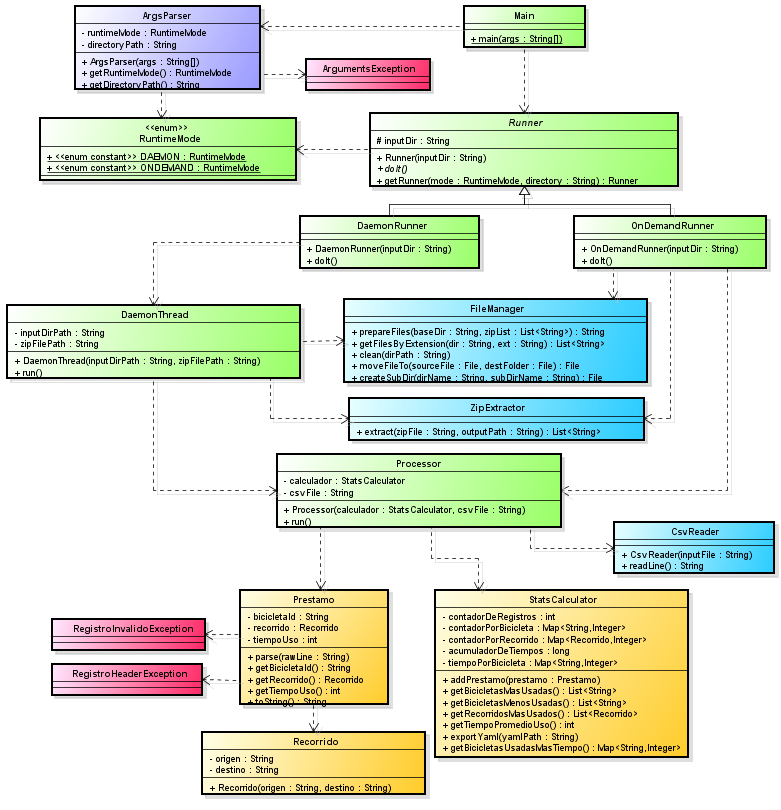 ArgsParser
- runtimeMode : RuntimeMode
- directoryPath : String
+ ArgsParser(args : String[])
+ getRuntimeMode() : RuntimeMode
+ getDirectoryPath() : String
Main
+ main(args : String[])
ArgumentsException
<<enum>>
RuntimeMode
+ <<enum constant>> DAEMON : RuntimeMode
+ <<enum constant>> ONDEMAND : RuntimeMode
Runner
# inputDir : String
+ Runner(inputDir : String)
+ doIt()
+ getRunner(mode : RuntimeMode, directory : String) : Runner
DaemonRunner
+ DaemonRunner(inputDir : String)
+ doIt()
OnDemandRunner
+ OnDemandRunner(inputDir : String)
+ doIt()
DaemonThread
- inputDirPath : String
- zipFilePath : String
+ DaemonThread(inputDirPath : String, zipFilePath : String)
+ run()
FileManager
+ prepareFiles(baseDir : String, zipList : List<String>) : String
+ getFilesByExtension(dir : String, ext : String) : List<String>
+ clean(dirPath : String)
+ moveFileTo(sourceFile : File, destFolder : File) : File
+ createSubDir(dirName : String, subDirName : String) : File
ZipExtractor
+ extract(zipFile : String, outputPath : String) : List<String>
Processor
- calculador : StatsCalculator
- csvFile : String
+ Processor(calculador : StatsCalculator, csvFile : String)
+ run()
CsvReader
+ CsvReader(inputFile : String)
+ readLine() : String
Prestamo
- bicicletaId : String
- recorrido : Recorrido
- tiempoUso : int
+ parse(rawLine : String)
+ getBicicletaId() : String
+ getRecorrido() : Recorrido
+ getTiempoUso() : int
+ toString() : String
StatsCalculator
- contadorDeRegistros : int
- contadorPorBicicleta : Map<String,Integer>
- contadorPorRecorrido : Map<Recorrido,Integer>
- acumuladorDeTiempos : long
- tiempoPorBicicleta : Map<String,Integer>
+ addPrestamo(prestamo : Prestamo)
+ getBicicletasMasUsadas() : List<String>
+ getBicicletasMenosUsadas() : List<String>
+ getRecorridosMasUsados() : List<Recorrido>
+ getTiempoPromedioUso() : int
+ exportYaml(yamlPath : String)
+ getBicicletasUsadasMasTiempo() : Map<String,Integer>
RegistroInvalidoException
RegistroHeaderException
Recorrido
- origen : String
- destino : String
+ Recorrido(origen : String, destino : String)